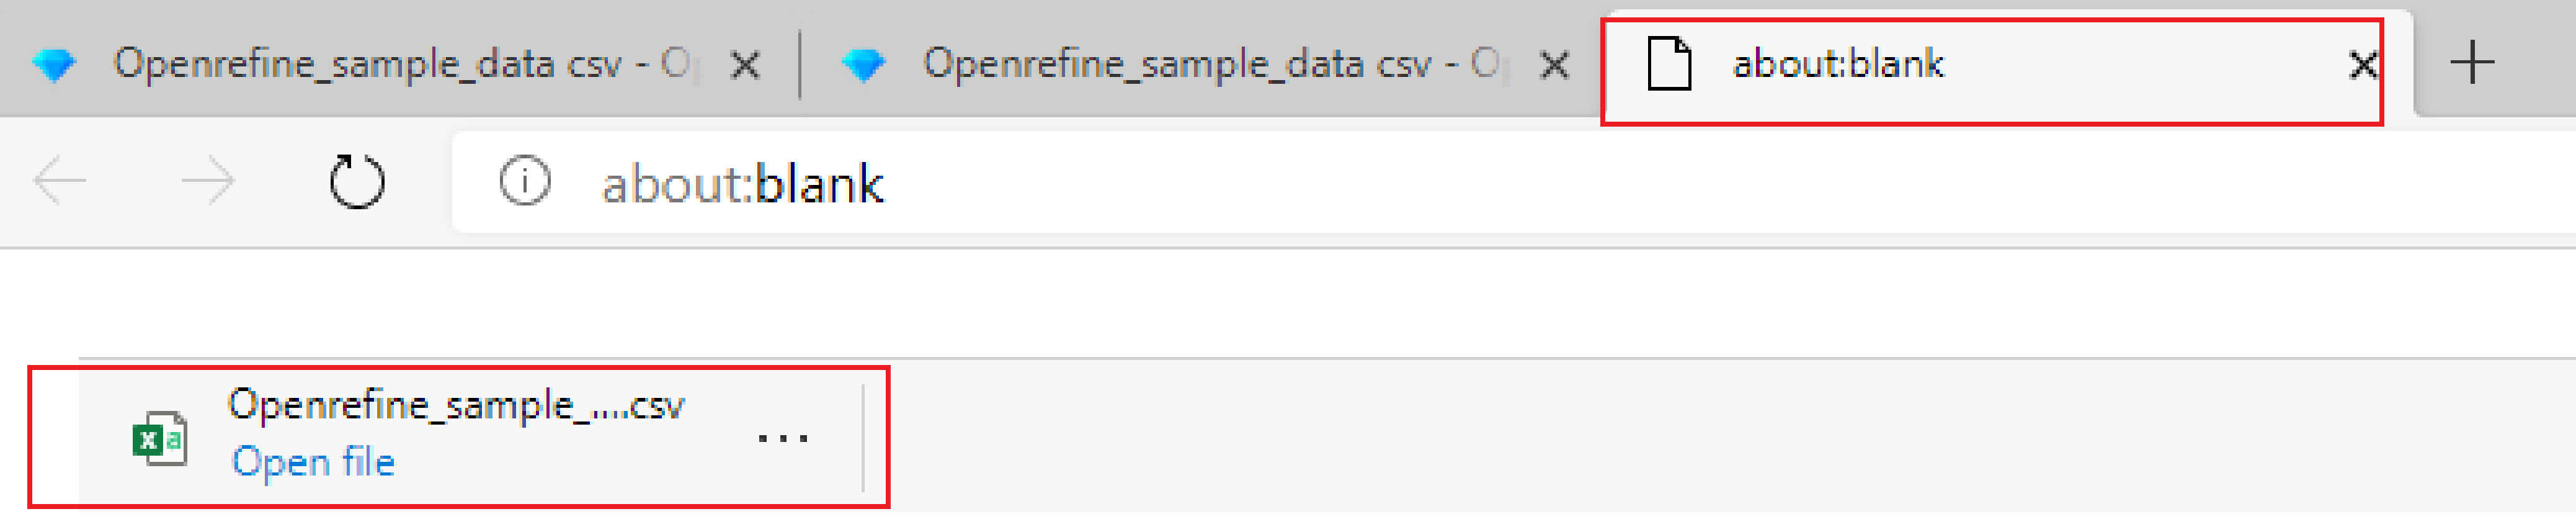 Openrefine_sample_data csv - O
Openrefine_sample_data csv - O
about:blank
about:blank
Openrefine_sample_....csv
Open file